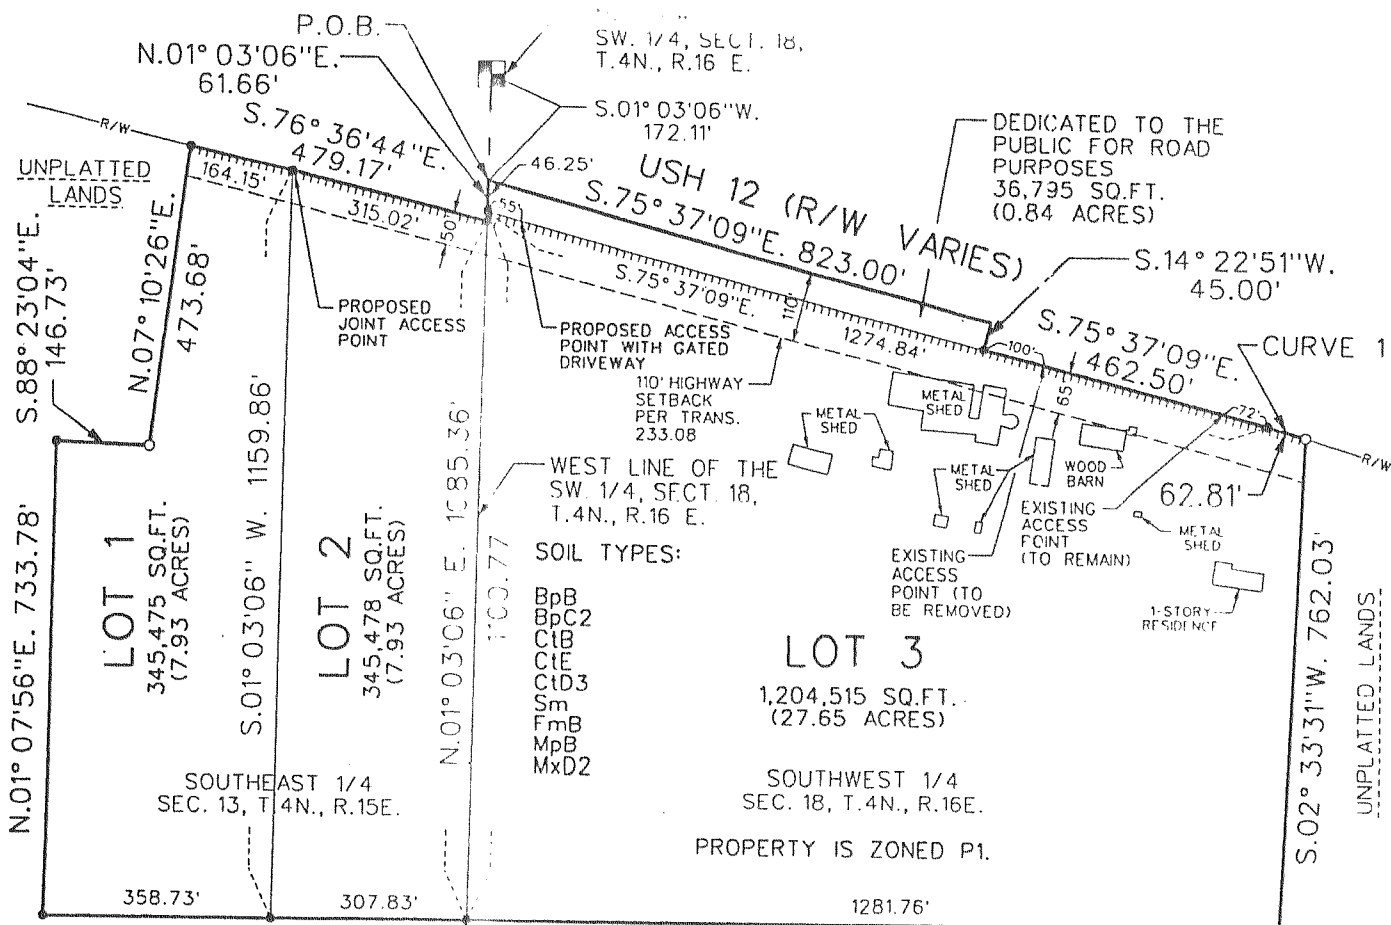 P.O.B.
N.01° 03'06"E.
61.66'
SW. 1/4, SECT. 18,
T.4N., R.16 E.
S.01° 03'06"W.
172.11'
R/W
S.76° 36'44"E.
479.17'
46.25'
USH 12 (R/W VARIES)
S.75° 37'09"E. 823.00'
DEDICATED TO THE
PUBLIC FOR ROAD
PURPOSES
36,795 SQ.FT.
(0.84 ACRES)
UNPLATTED
LANDS
164.15'
315.02'
50'
55'
S.75° 37'09"E.
110'
1274.84'
S.14° 22'51"W.
45.00'
S.75° 37'09"E.
462.50'
CURVE 1
100'
65'
72'
R/W
62.81'
S.88° 23'04"E.
146.73'
N.07° 10'26"E.
473.68'
PROPOSED
JOINT ACCESS
POINT
PROPOSED ACCESS
POINT WITH GATED
DRIVEWAY
110' HIGHWAY
SETBACK
PER TRANS.
233.08
METAL
SHED
METAL
SHED
METAL
SHED
WOOD
BARN
METAL
SHED
EXISTING
ACCESS
POINT
(TO REMAIN)
EXISTING
ACCESS
POINT (TO
BE REMOVED)
1-STORY
RESIDENCE
WEST LINE OF THE
SW. 1/4, SECT. 18,
T.4N., R.16 E.
N.01° 07'56"E. 733.78'
LOT 1
345,475 SQ.FT.
(7.93 ACRES)
S.01° 03'06" W. 1159.86'
LOT 2
345,478 SQ.FT.
(7.93 ACRES)
N.01° 03'06" E. 1085.36'
1100.77
SOIL TYPES:
BpB
BpC2
CtB
CtE
CtD3
Sm
FmB
MpB
MxD2
LOT 3
1,204,515 SQ.FT.
(27.65 ACRES)
S.02° 33'31"W. 762.03'
UNPLATTED LANDS
SOUTHEAST 1/4
SEC. 13, T.4N., R.15E.
SOUTHWEST 1/4
SEC. 18, T.4N., R.16E.
PROPERTY IS ZONED P1.
358.73'
307.83'
1281.76'